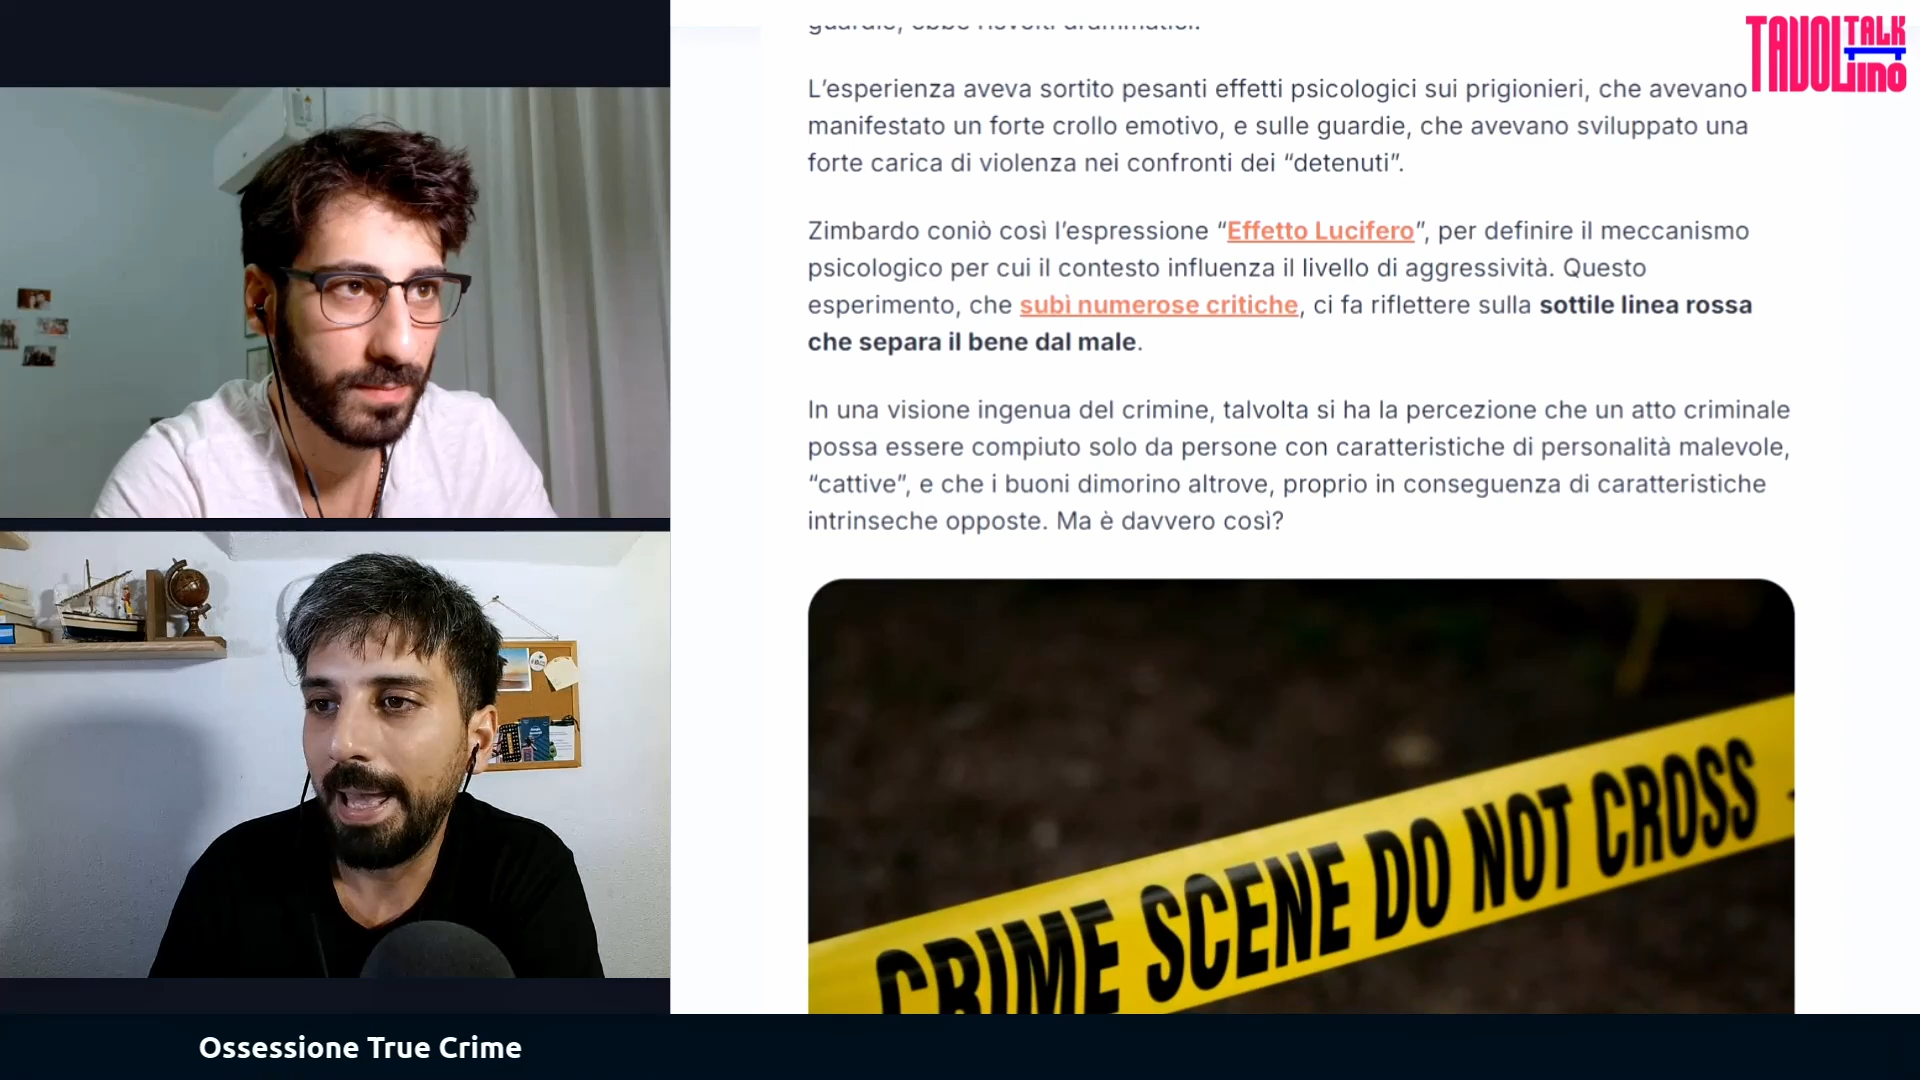 guardie, ebbe risvolti drammatici.
L’esperienza aveva sortito pesanti effetti psicologici sui prigionieri, che avevano
manifestato un forte crollo emotivo, e sulle guardie, che avevano sviluppato una
forte carica di violenza nei confronti dei “detenuti”.
Zimbardo coniò così l’espressione “Effetto Lucifero”, per definire il meccanismo
psicologico per cui il contesto influenza il livello di aggressività. Questo
esperimento, che subì numerose critiche, ci fa riflettere sulla sottile linea rossa
che separa il bene dal male.
In una visione ingenua del crimine, talvolta si ha la percezione che un atto criminale
possa essere compiuto solo da persone con caratteristiche di personalità malevole,
“cattive”, e che i buoni dimorino altrove, proprio in conseguenza di caratteristiche
intrinseche opposte. Ma è davvero così?
CRIME SCENE DO NOT CROSS
TAVOLIINO TALK
Ossessione True Crime